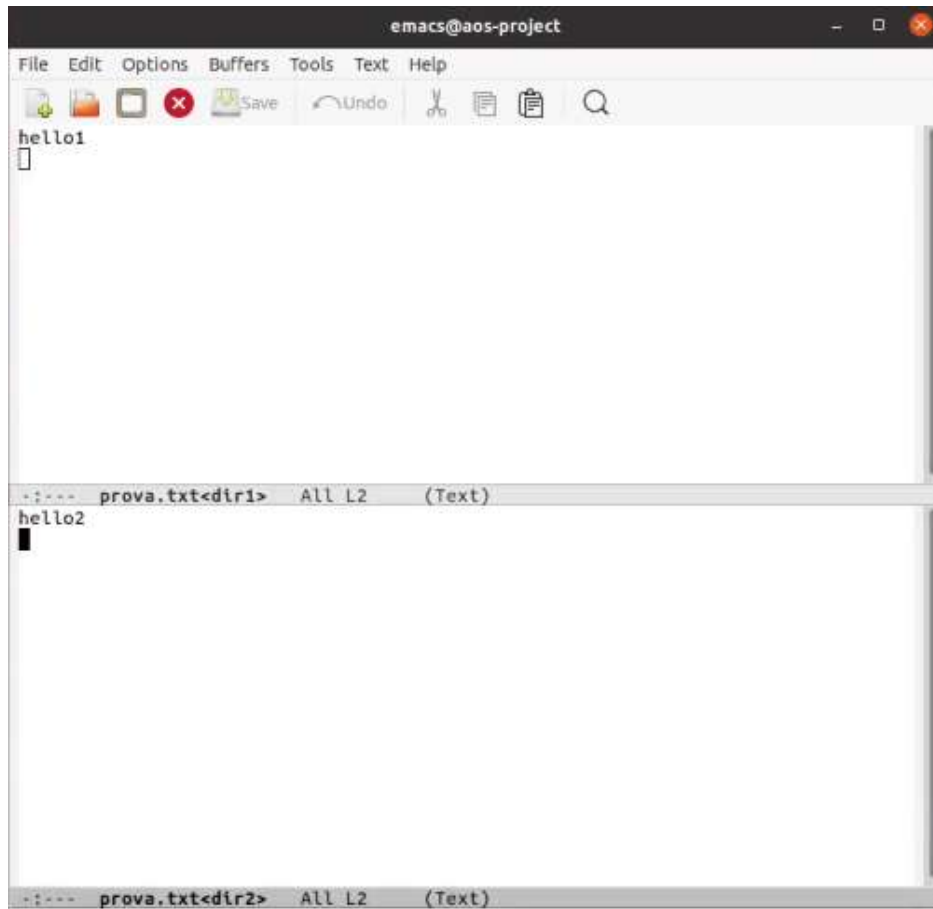 emacs@aos-project
File Edit Options Buffers Tools Text Help
Save Undo
hello1
-:--- prova.txt<dir1> All L2 (Text)
hello2
-:--- prova.txt<dir2> All L2 (Text)